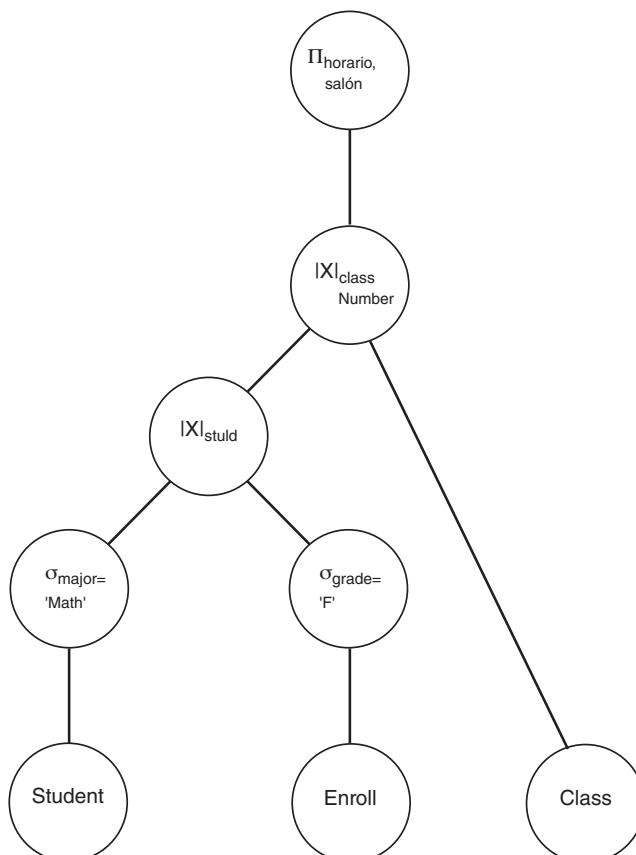 Πhorario,
salón
|X|class
Number
|X|stuId
σmajor=
'Math'
σgrade=
'F'
Student
Enroll
Class